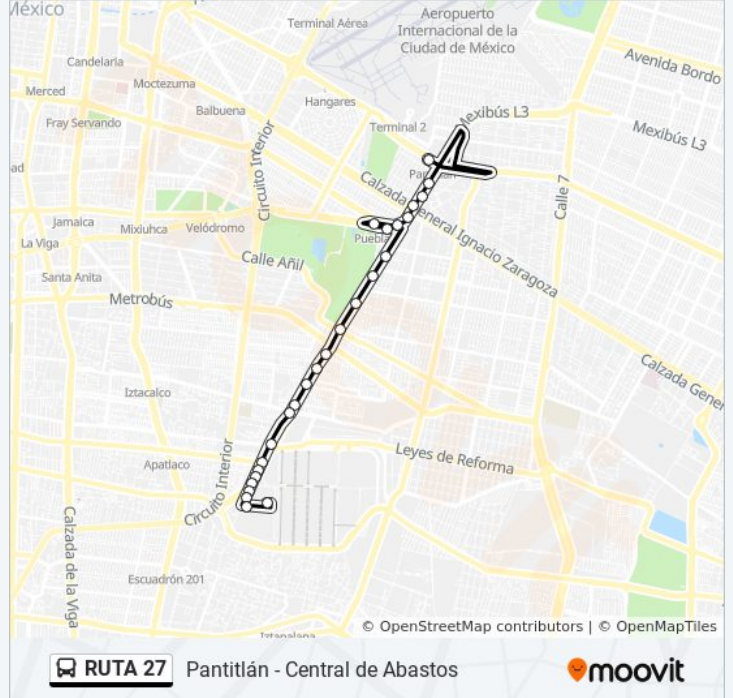 México
Terminal Aérea
Aeropuerto
Internacional de la
Ciudad de México
Avenida Bordo
Candelaria
Moctezuma
Merced
Balbuena
Hangares
Fray Servando
Terminal 2
Mexibús L3
Mexibús L3
Circuito Interior
Calle 7
Calzada General Ignacio Zaragoza
Jamaica
Mixiuhca
Velódromo
Puebla
La Viga
Calle Añil
Santa Anita
Metrobús
Calzada Gener
Iztacalco
Leyes de Reforma
Apatlaco
Circuito Interior
Calzada de la Viga
Escuadrón 201
© OpenStreetMap contributors | © OpenMapTiles
Iztapalapa
RUTA 27
Pantitlán - Central de Abastos
moovit